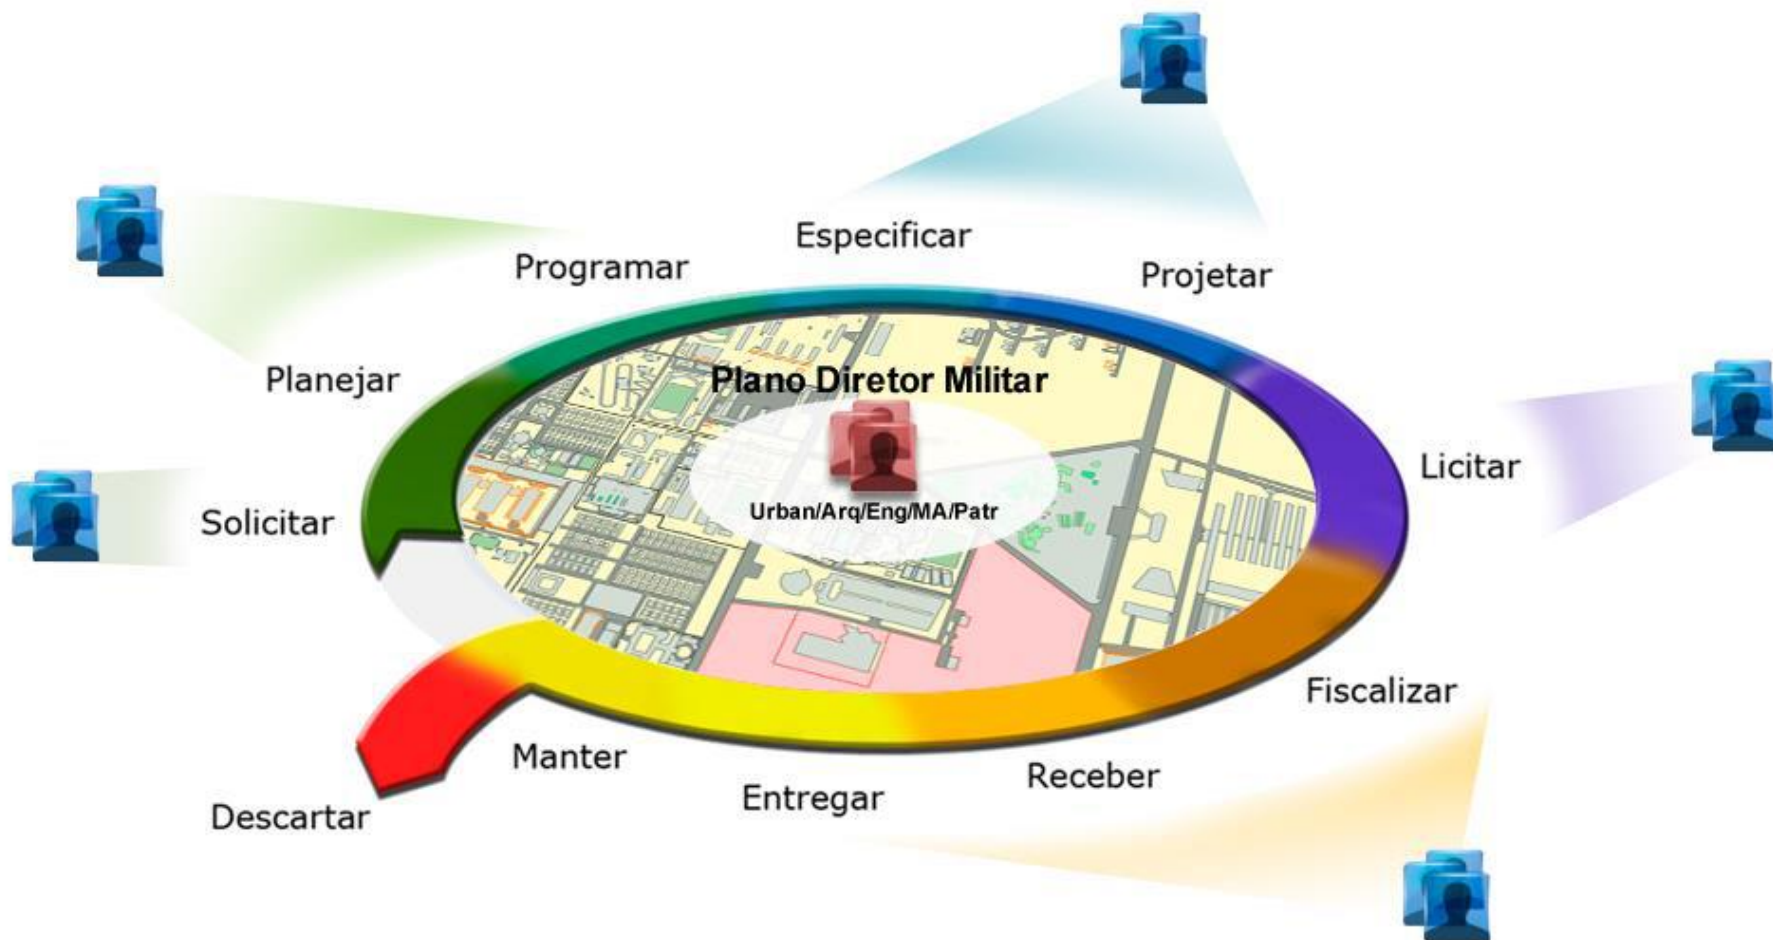 Especificar
Programar
Projetar
Planejar
Plano Diretor Militar
Licitar
Solicitar
Urban/Arq/Eng/MA/Patr
Fiscalizar
Manter
Receber
Entregar
Descartar